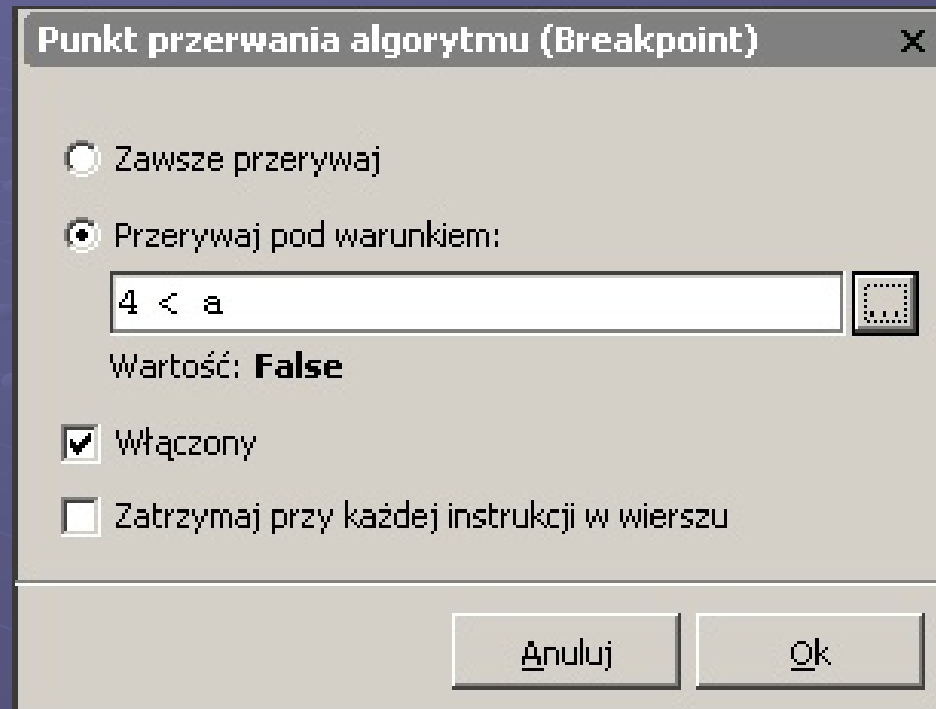 Punkt przerwania algorytmu (Breakpoint)
Zawsze przerywaj
Przerywaj pod warunkiem:
4 < a
...
Wartość: False
Włączony
Zatrzymaj przy każdej instrukcji w wierszu
Anuluj
Ok